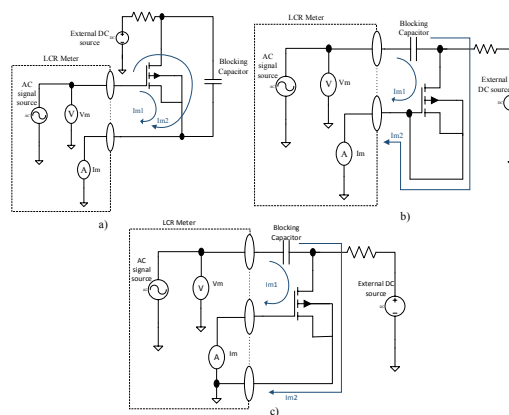 External DC
source
LCR Meter
AC
signal
source
V
Vm
A
Im
Im1
Im2
Blocking
Capacitor
a)
LCR Meter
Blocking
Capacitor
AC
signal
source
V
Vm
Im1
A
Im
Im2
External
DC
source
b)
LCR Meter
Blocking
Capacitor
AC
signal
source
V
Vm
Im1
A
Im
Im2
External DC
source
c)